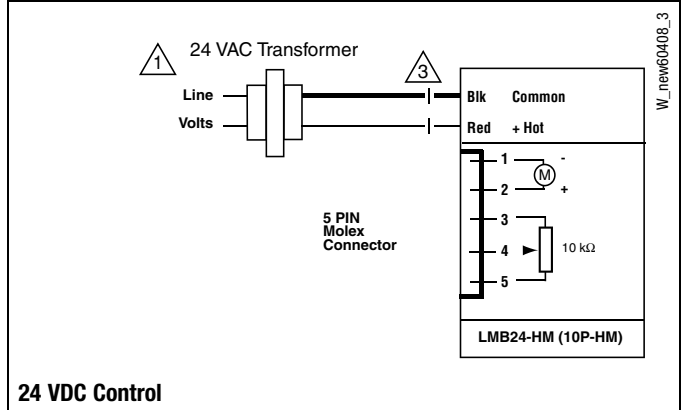 24 VAC Transformer
1
3
W_new60408_3
Line
Volts
Blk Common
Red + Hot
1 -
M
2 +
3
5 PIN
Molex
Connector
4
10 kΩ
5
LMB24-HM (10P-HM)
24 VDC Control